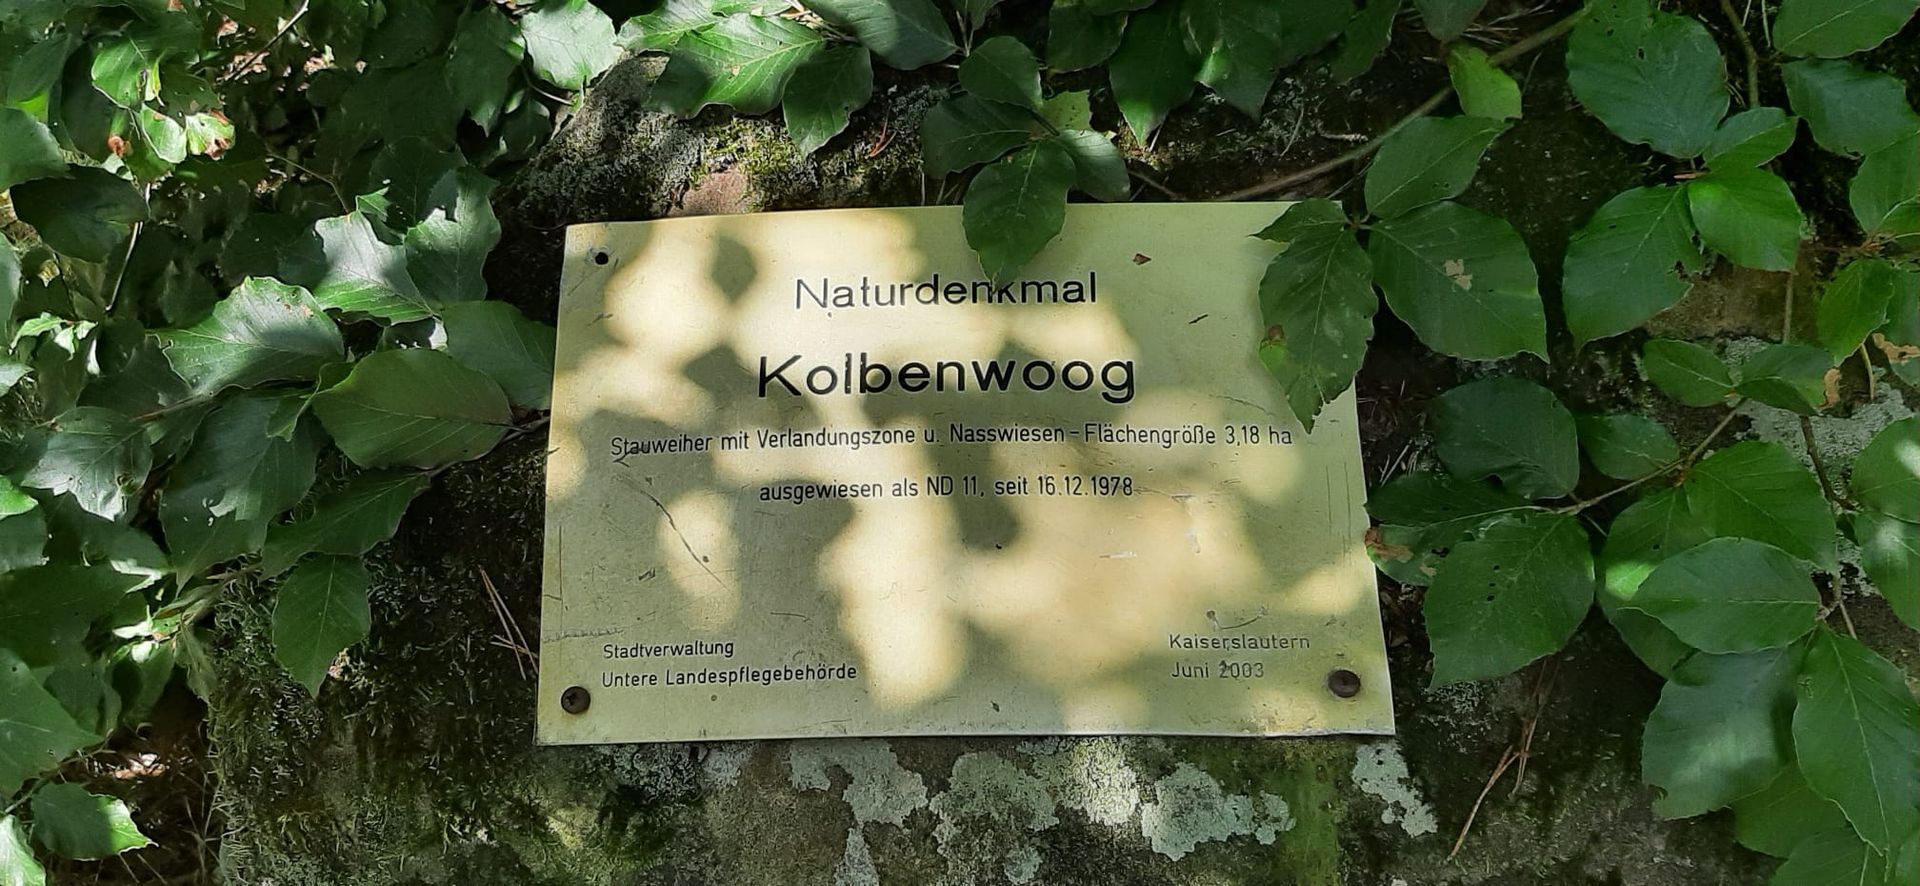 Naturdenkmal
Kolbenwoog
Stauweiher mit Verlandungszone u. Nasswiesen - Flächengröße 3,18 ha
ausgewiesen als ND 11, seit 16.12.1978
Stadtverwaltung
Untere Landespflegebehörde
Kaiserslautern
Juni 2003